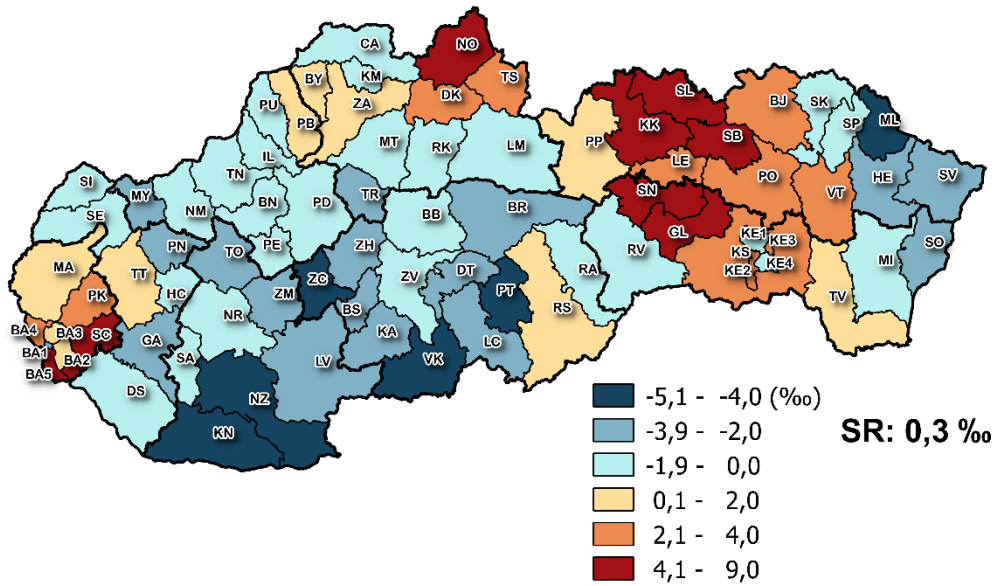 CA
NO
KM
TS
BY
PU
ZA
DK
PB
SL
BJ
SK
KK
SP
ML
SB
MT
RK
LM
PP
IL
LE
TN
HE
SV
SI
MY
BN
TR
SN
PO
VT
NM
PD
BR
SE
BB
GL
PN
TO
PE
ZH
RV
KE1
KE3
KS
KE4
KE2
SO
MA
TT
ZC
ZV
DT
RA
MI
PK
HC
ZM
PT
BS
TV
NR
RS
BA4
BA3
SC
GA
KA
LC
BA1
BA2
SA
LV
VK
BA5
DS
NZ
KN
-5,1 - -4,0 (‰)
-3,9 - -2,0
-1,9 - 0,0
0,1 - 2,0
2,1 - 4,0
4,1 - 9,0
SR: 0,3 ‰